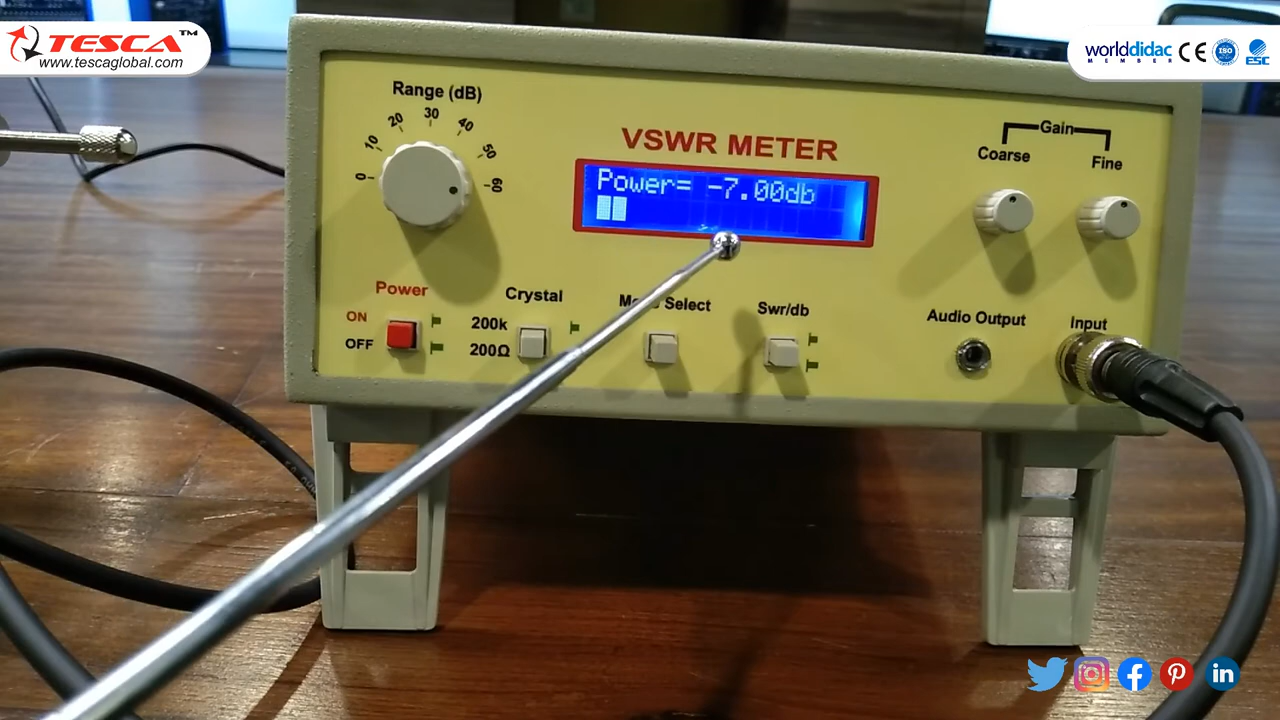 TESCA™
www.tescaglobal.com
worlddidac
MEMBER
CE
ISO
ESC
Range (dB)
0 10 20 30 40 50 60
VSWR METER
Power= -7.00db
Gain
Coarse
Fine
Power
ON
OFF
Crystal
200k
200Ω
Select
Swr/db
Audio Output
Input